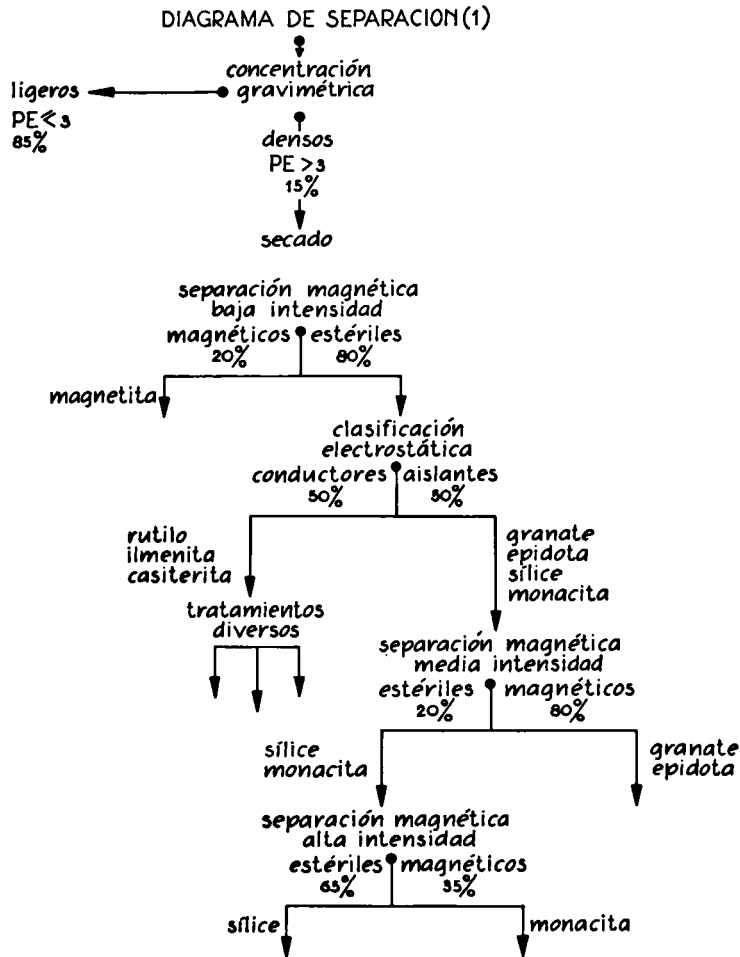 DIAGRAMA DE SEPARACION (1)
concentración
gravimétrica
ligeros
PE ≤ 3
85%
densos
PE > 3
15%
secado
separación magnética
baja intensidad
magnéticos estériles
20% 80%
magnetita
clasificación
electrostática
conductores aislantes
50% 50%
rutilo
ilmenita
casiterita
granate
epidota
sílice
monacita
tratamientos
diversos
separación magnética
media intensidad
estériles magnéticos
20% 80%
sílice
monacita
granate
epidota
separación magnética
alta intensidad
estériles magnéticos
65% 35%
sílice
monacita